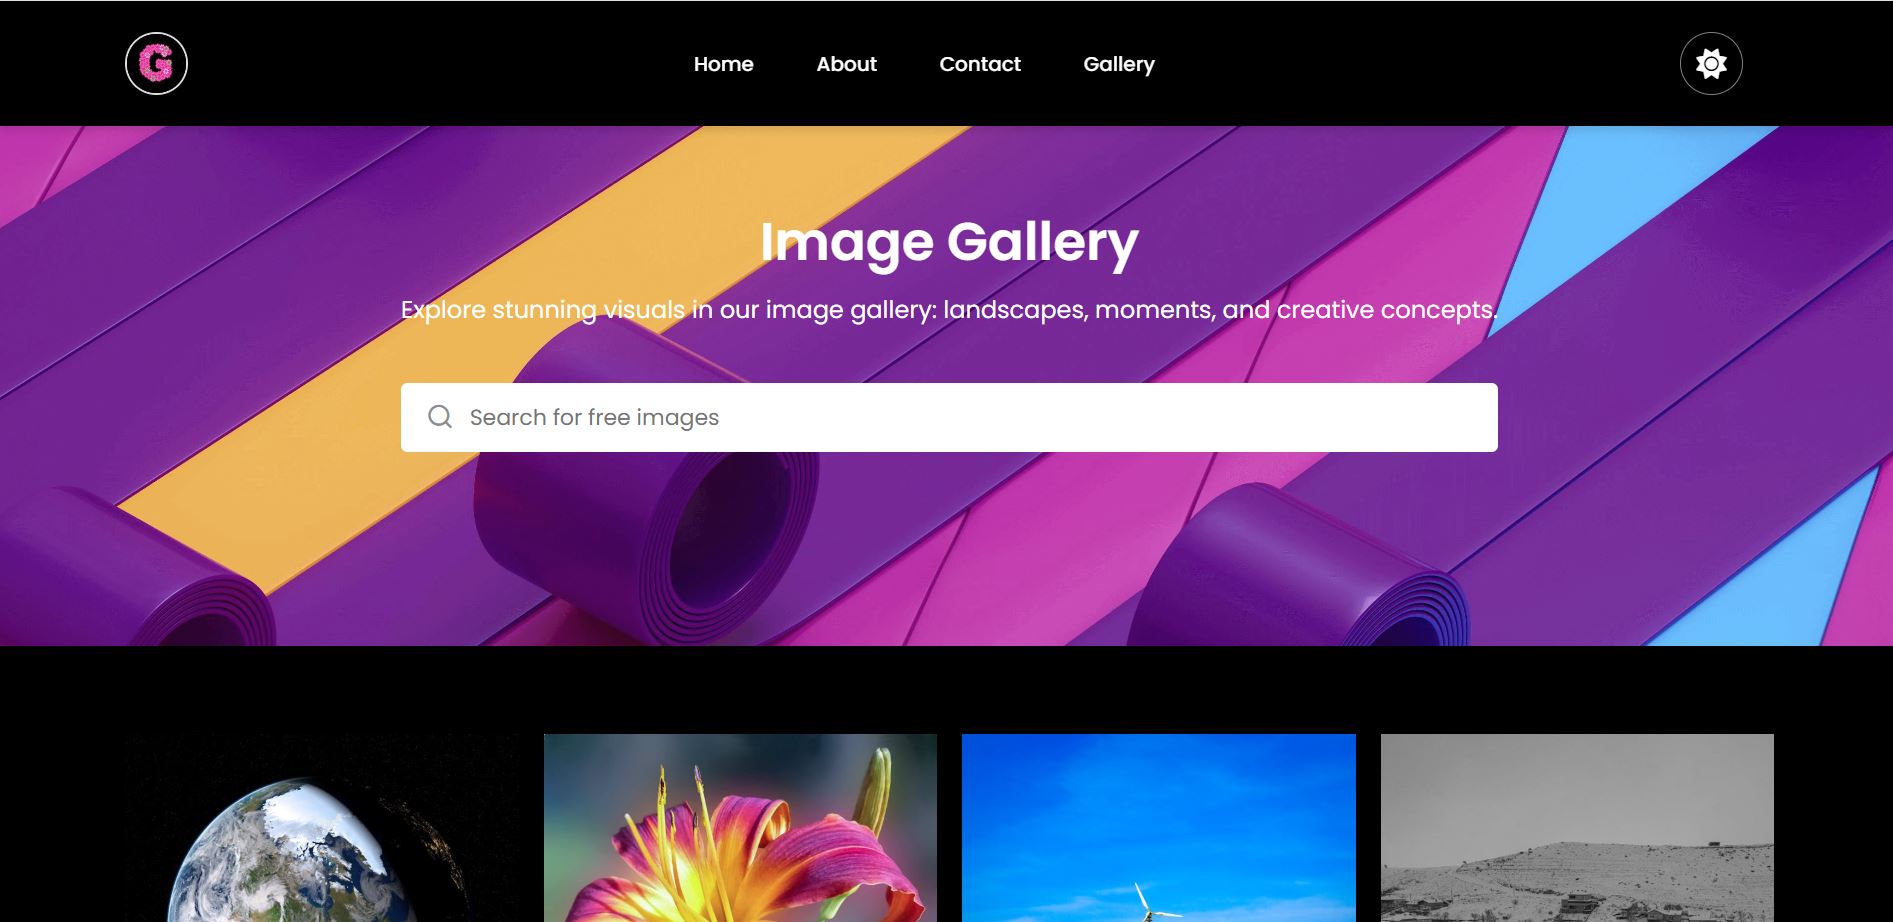 G
Home About Contact Gallery
Image Gallery
Explore stunning visuals in our image gallery: landscapes, moments, and creative concepts.
Search for free images